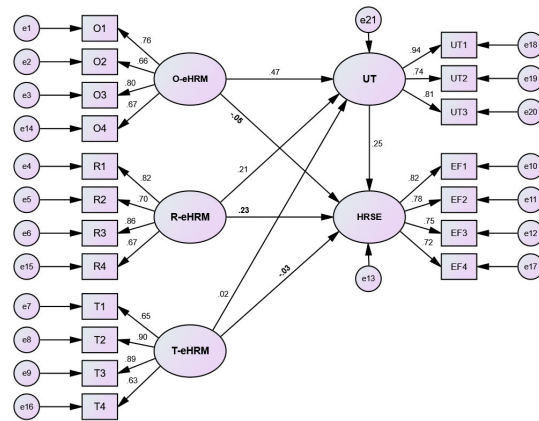 e21
e1
O1
.76
e2
O2
.66
e3
O3
.80
e14
O4
.67
O-eHRM
.47
UT
.94
UT1
e18
.74
UT2
e19
.81
UT3
e20
-.05
.21
.25
e4
R1
.82
e5
R2
.70
e6
R3
.86
e15
R4
.67
R-eHRM
.23
HRSE
.82
EF1
e10
.78
EF2
e11
.75
EF3
e12
.72
EF4
e17
e13
.02
-.03
e7
T1
.65
e8
T2
.90
e9
T3
.89
e16
T4
.63
T-eHRM